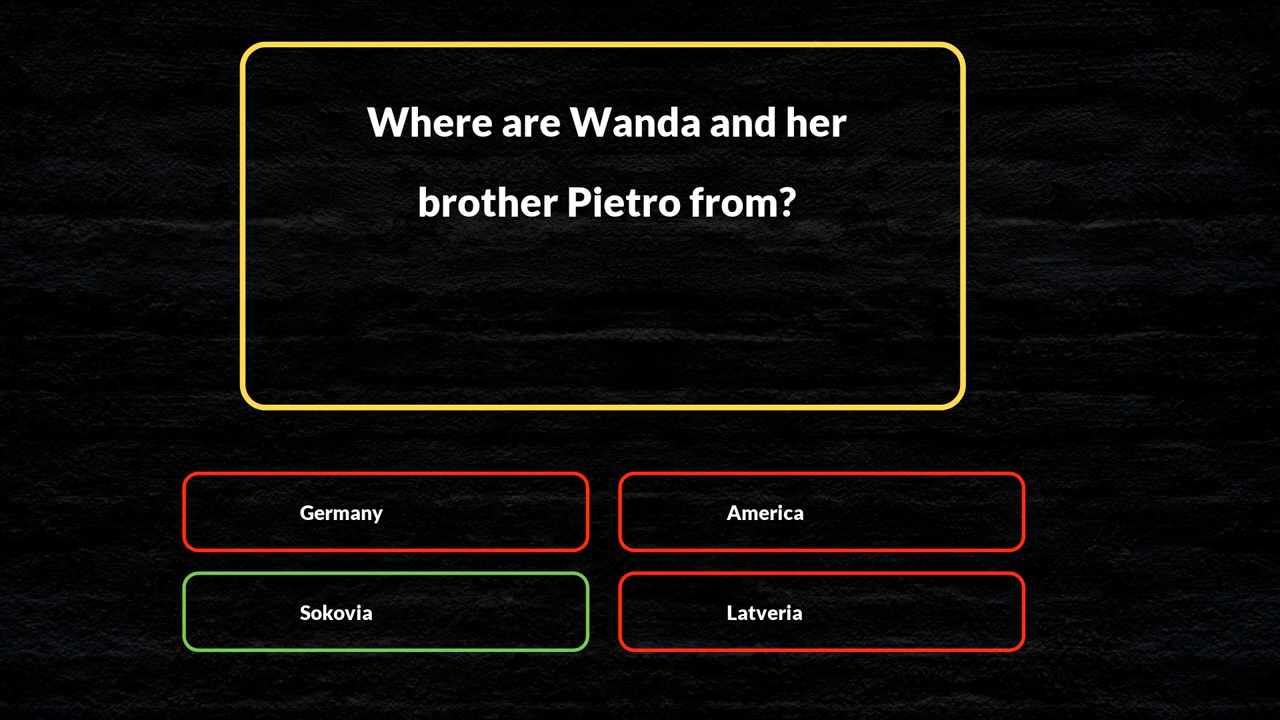 Where are Wanda and her
brother Pietro from?
Germany
America
Sokovia
Latveria